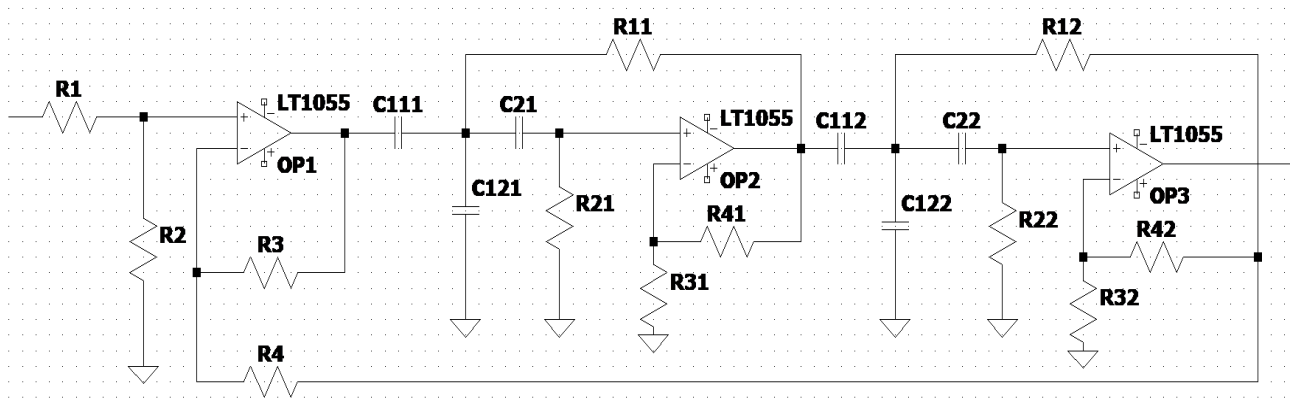 R11
R12
R1
LT1055
C111
C21
LT1055
C112
C22
LT1055
+
-
-
+
OP1
+
-
-
+
OP2
+
-
-
+
OP3
C121
R21
R41
C122
R22
R42
R2
R3
R31
R32
R4